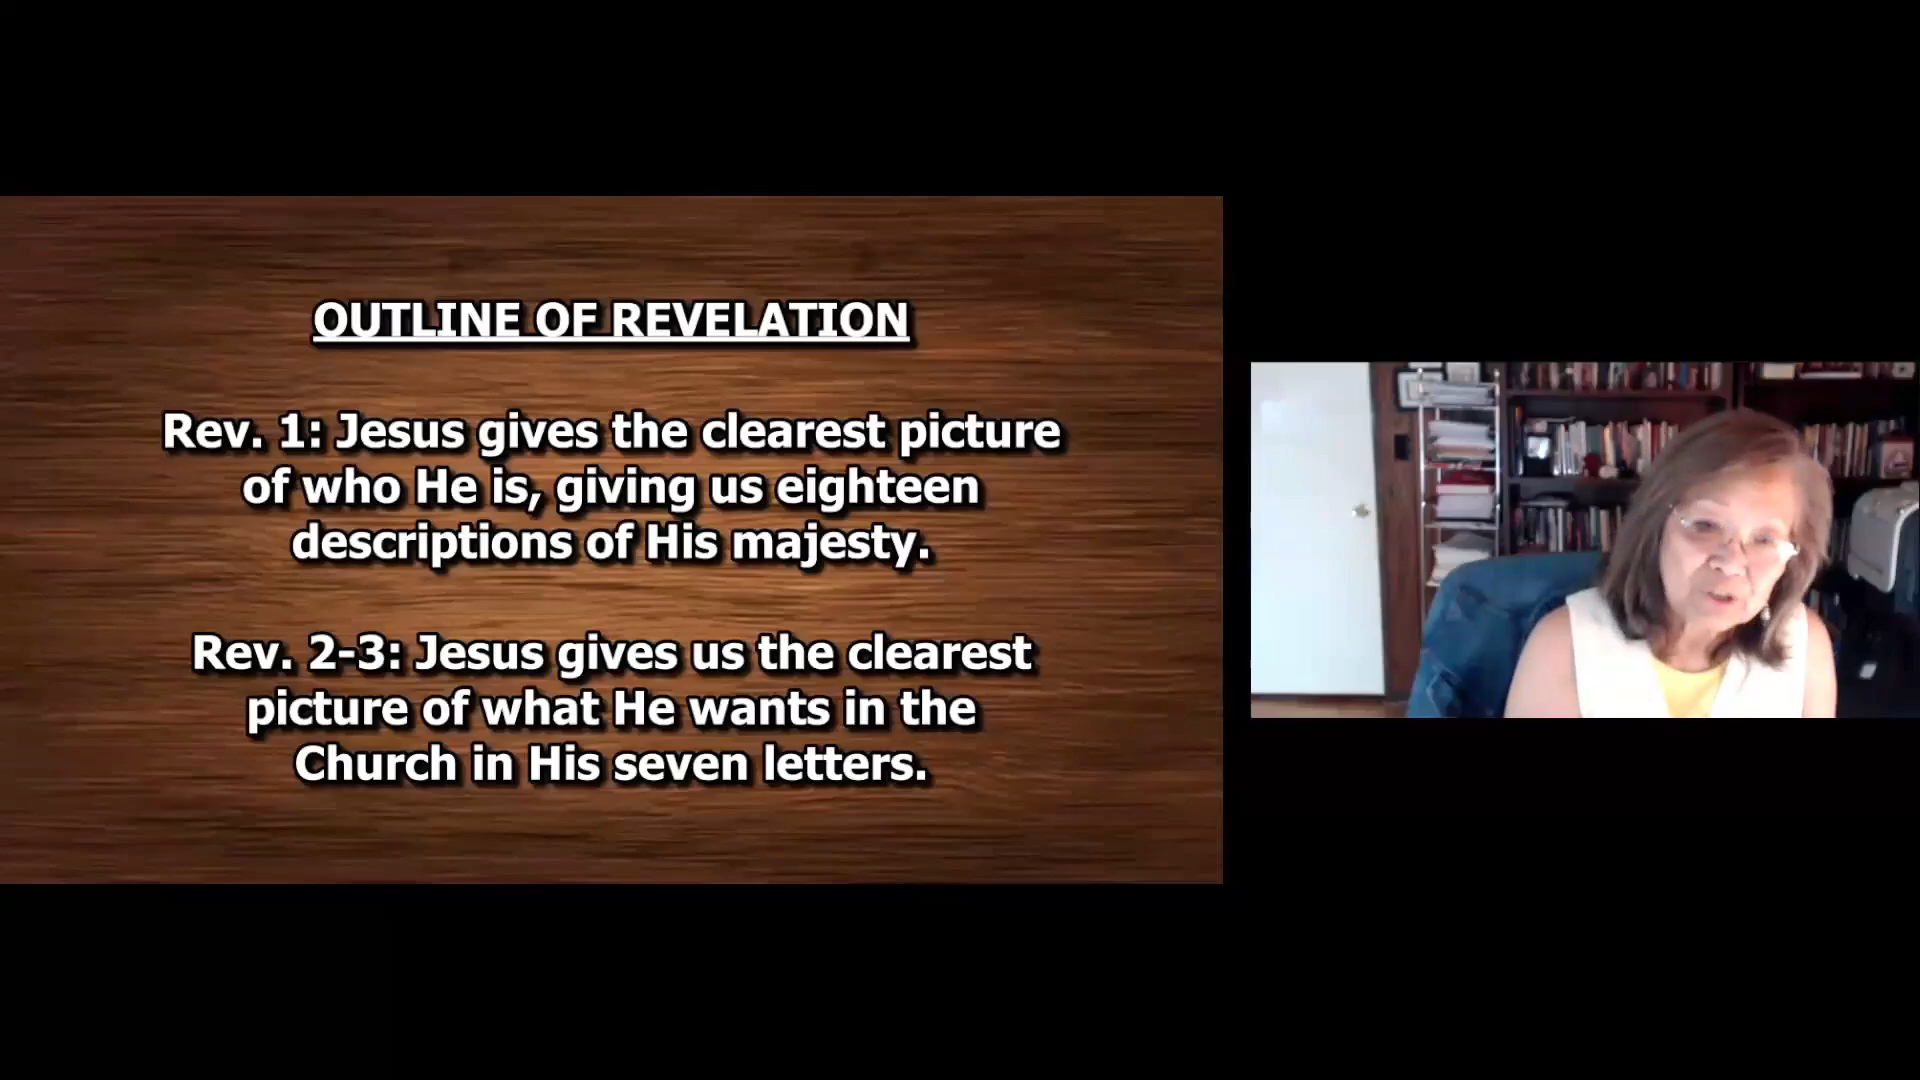 OUTLINE OF REVELATION
Rev. 1: Jesus gives the clearest picture
of who He is, giving us eighteen
descriptions of His majesty.
Rev. 2-3: Jesus gives us the clearest
picture of what He wants in the
Church in His seven letters.